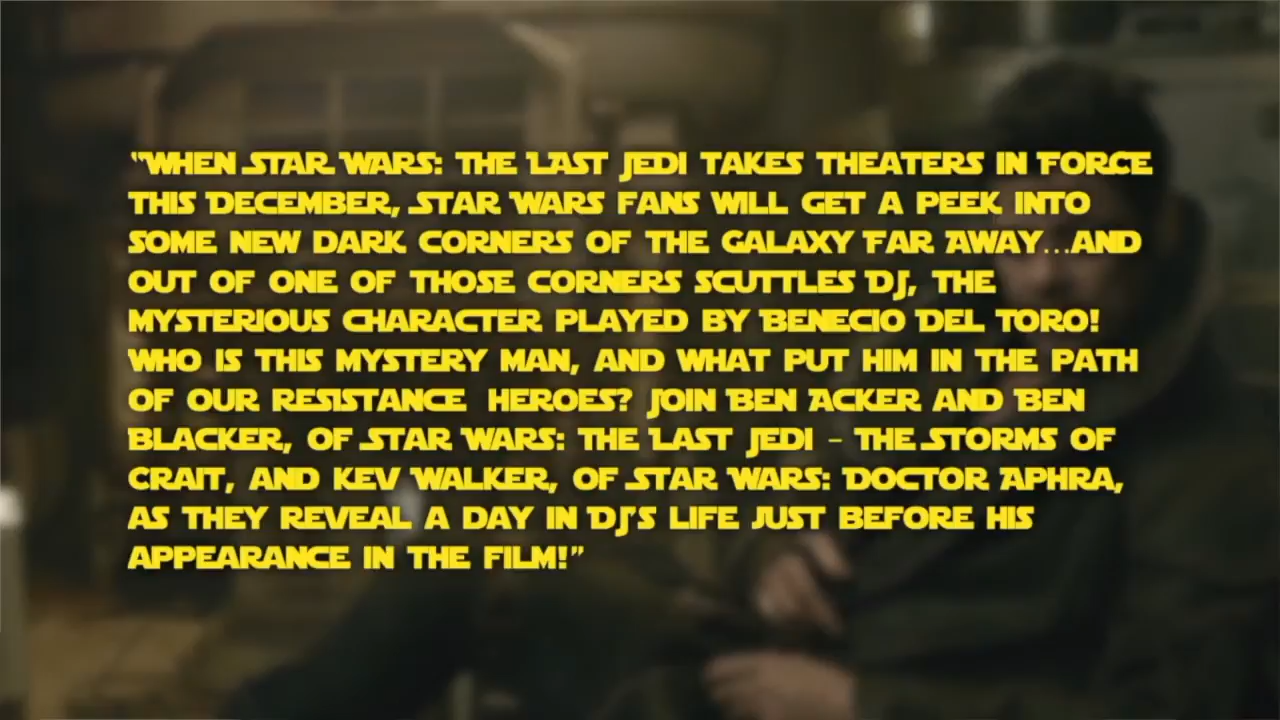 “When Star Wars: The Last Jedi takes theaters in Force
this December, Star Wars fans will get a peek into
some new dark corners of the galaxy far away...and
out of one of those corners scuttles DJ, the
mysterious character played by Benecio Del Toro!
Who is this mystery man, and what put him in the path
of our Resistance heroes? Join Ben Acker and Ben
Blacker, of Star Wars: The Last Jedi - The Storms of
Crait, and Kev Walker, of Star Wars: Doctor Aphra,
as they reveal a day in DJ’s life just before his
appearance in the film!”